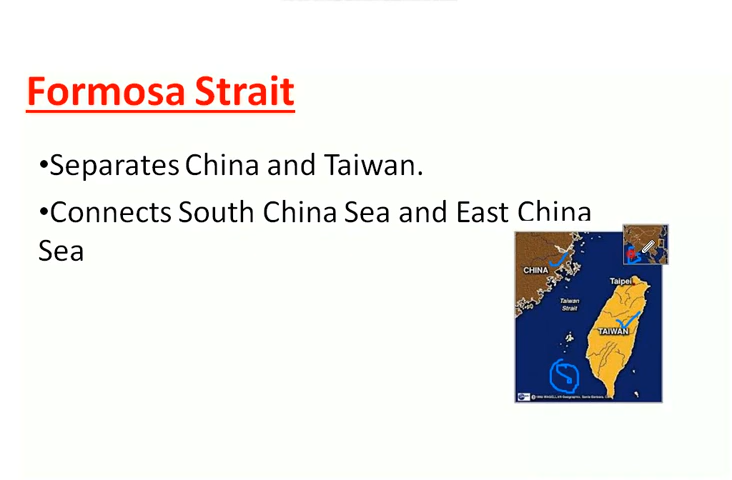 Formosa Strait
•Separates China and Taiwan.
•Connects South China Sea and East China
Sea
CHINA
Taipei
Taiwan
Strait
TAIWAN